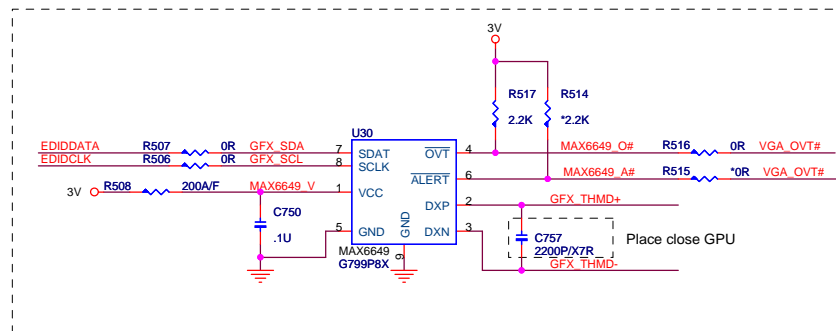 3V
R517
2.2K
R514
*2.2K
U30
EDIDDATA R507 0R GFX_SDA 7 SDAT
EDIDCLK R506 0R GFX_SCL 8 SCLK
OVT 4 MAX6649_O# R516 0R VGA_OVT#
ALERT 6 MAX6649_A# R515 *0R VGA_OVT#
3V R508 200A/F MAX6649_V 1 VCC
DXP 2 GFX_THMD+
C750
.1U
5 GND
GND
9
DXN 3
C757
2200P/X7R
Place close GPU
GFX_THMD-
MAX6649
G799P8X